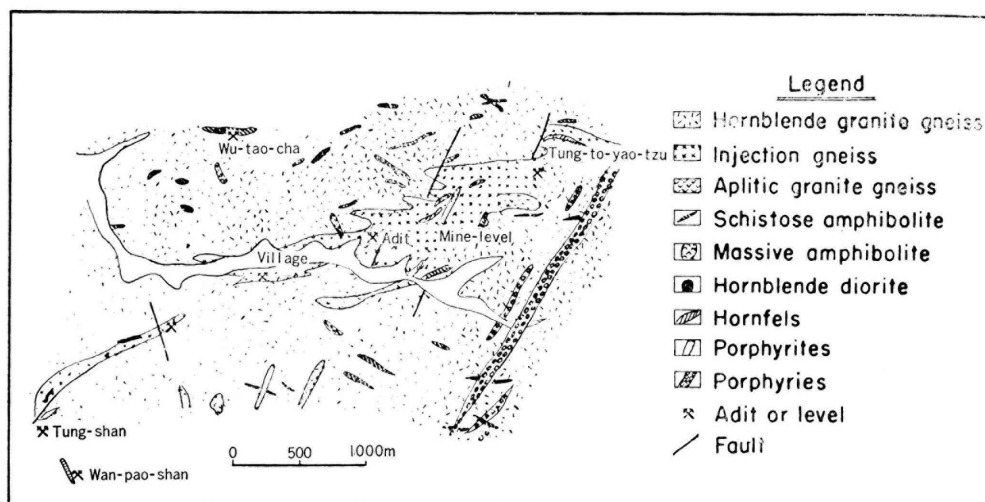 Legend
Hornblende granite gneiss
Injection gneiss
Aplitic granite gneiss
Schistose amphibolite
Massive amphibolite
Hornblende diorite
Hornfels
Porphyrites
Porphyries
Adit or level
Fault
Wu-tao-cha
Tung-to-yao-tzu
Adit
Mine-level
Village
Tung-shan
Wan-pao-shan
0 500 1000m